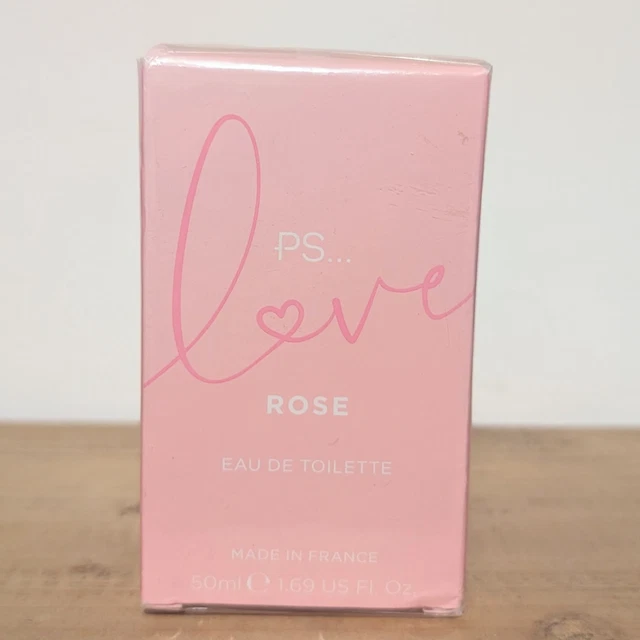 PS...
love
ROSE
EAU DE TOILETTE
MADE IN FRANCE
50ml ℮ 1.69 US Fl. Oz.